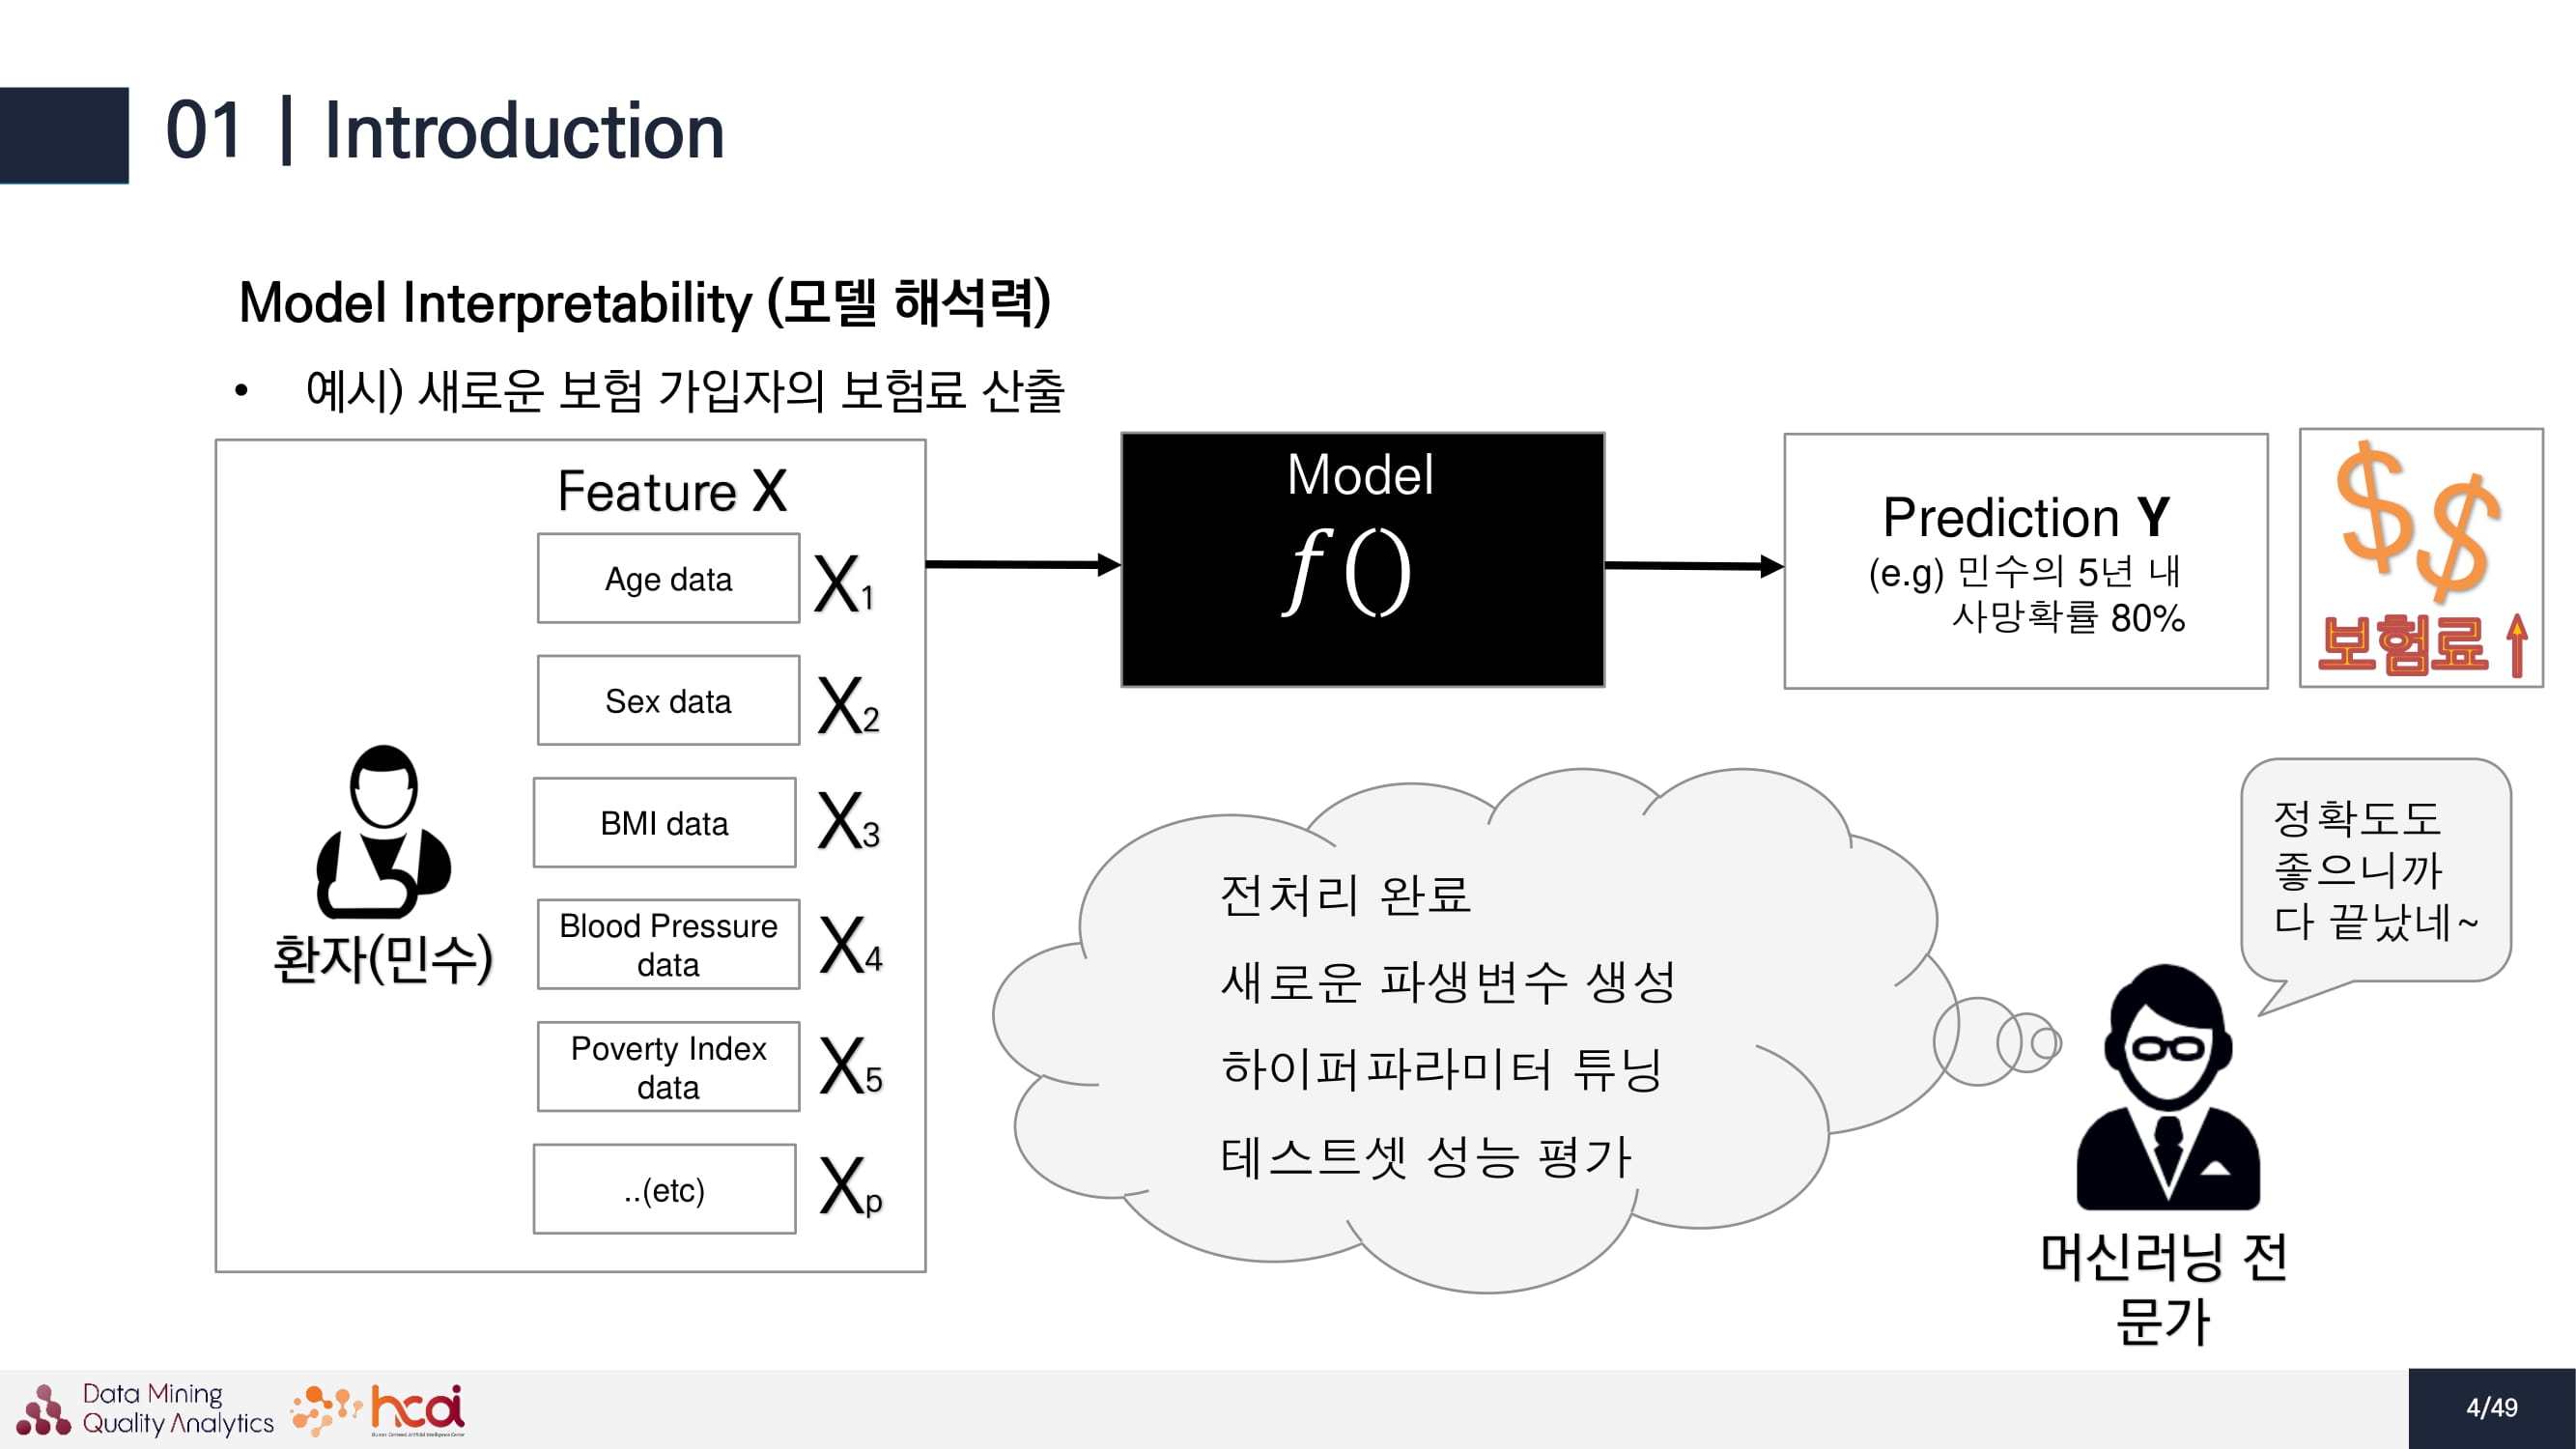 01 | Introduction
Model Interpretability (모델 해석력)
• 예시) 새로운 보험 가입자의 보험료 산출
Feature X
Age data
X1
Sex data
X2
BMI data
X3
Blood Pressure
data
X4
Poverty Index
data
X5
..(etc)
Xp
환자(민수)
Model
f()
Prediction Y
(e.g) 민수의 5년 내
사망확률 80%
$$
보험료↑
전처리 완료
새로운 파생변수 생성
하이퍼파라미터 튜닝
테스트셋 성능 평가
정확도도
좋으니까
다 끝났네~
머신러닝 전
문가
Data Mining
Quality Analytics
hcai
4/49